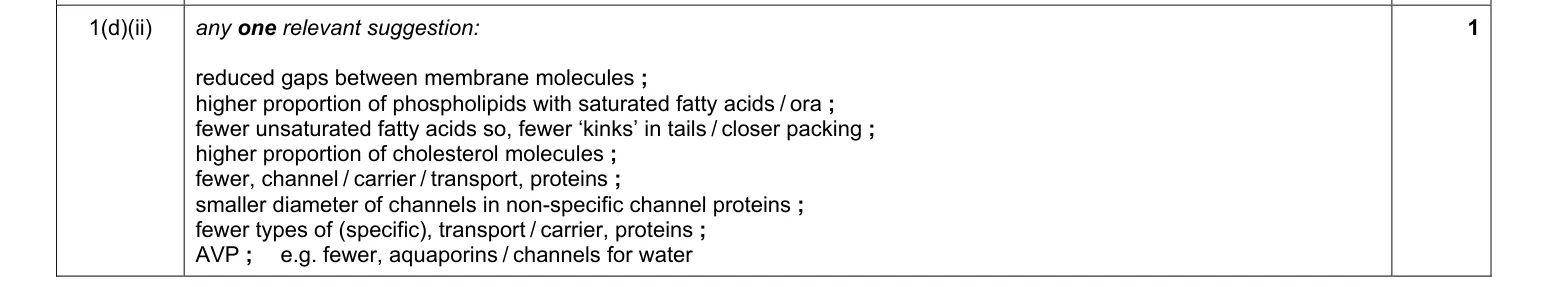 1(d)(ii) any one relevant suggestion: 1
reduced gaps between membrane molecules ;
higher proportion of phospholipids with saturated fatty acids / ora ;
fewer unsaturated fatty acids so, fewer ‘kinks’ in tails / closer packing ;
higher proportion of cholesterol molecules ;
fewer, channel / carrier / transport, proteins ;
smaller diameter of channels in non-specific channel proteins ;
fewer types of (specific), transport / carrier, proteins ;
AVP ; e.g. fewer, aquaporins / channels for water